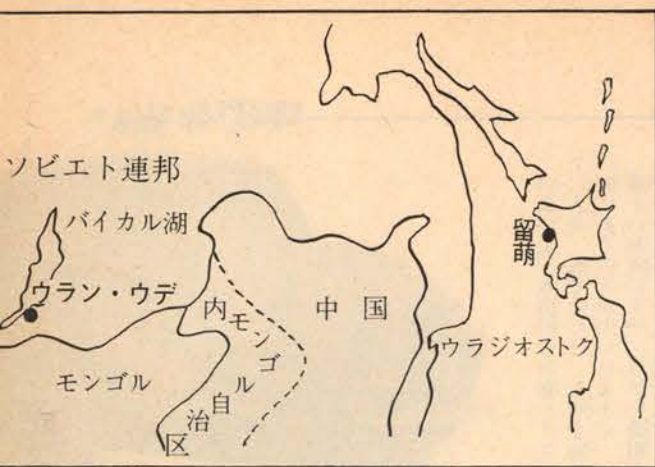 ソビエト連邦
バイカル湖
ウラン・ウデ
モンゴル
内モンゴル自治区
中国
ウラジオストク
留萌